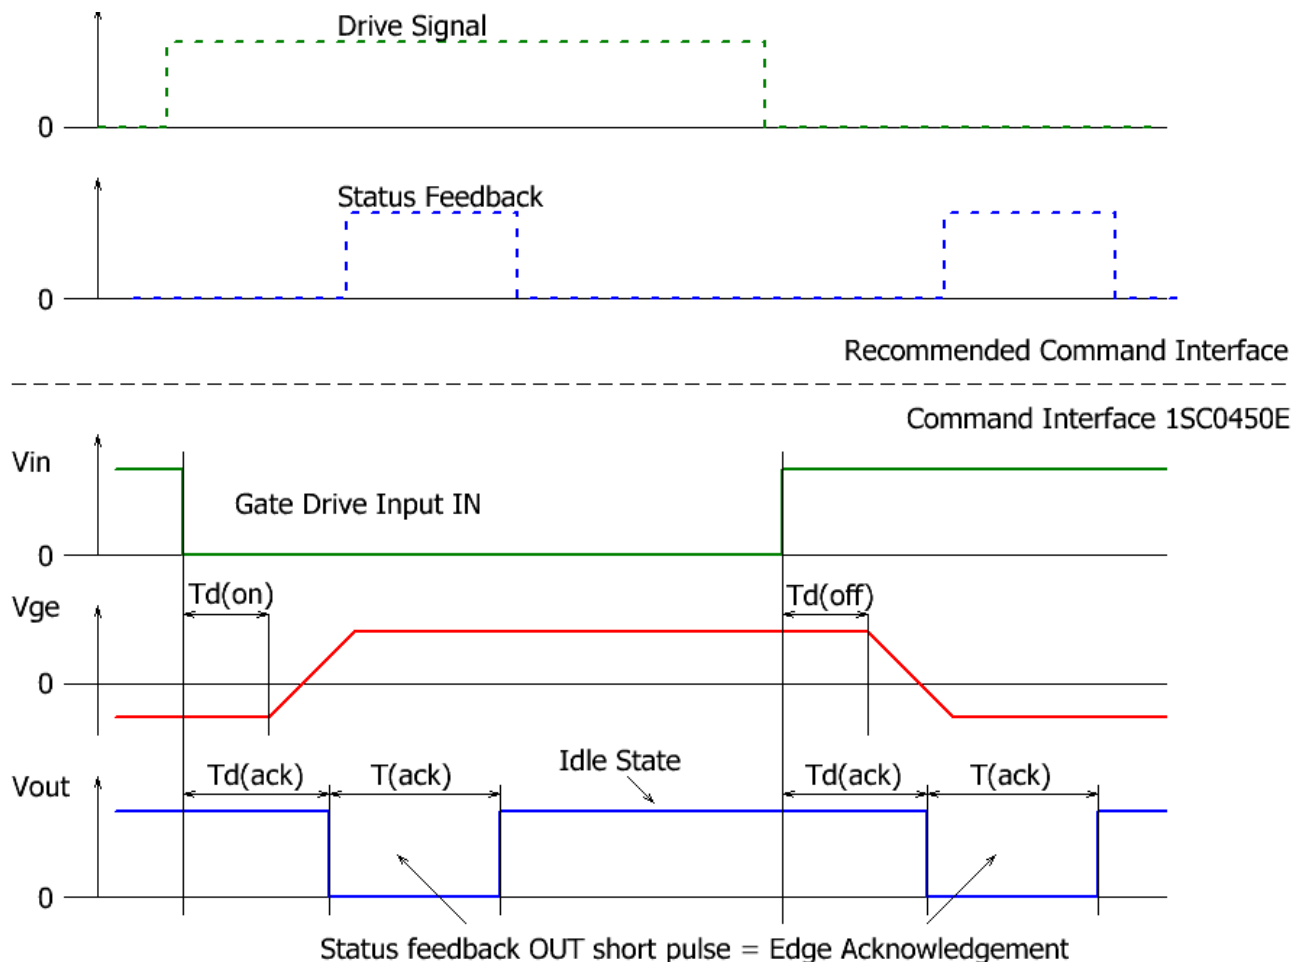 Drive Signal
0
Status Feedback
0
Recommended Command Interface
Command Interface 1SC0450E
Vin
Gate Drive Input IN
0
Td(on)
Td(off)
Vge
0
Idle State
Vout
Td(ack)
T(ack)
Td(ack)
T(ack)
0
Status feedback OUT short pulse = Edge Acknowledgement